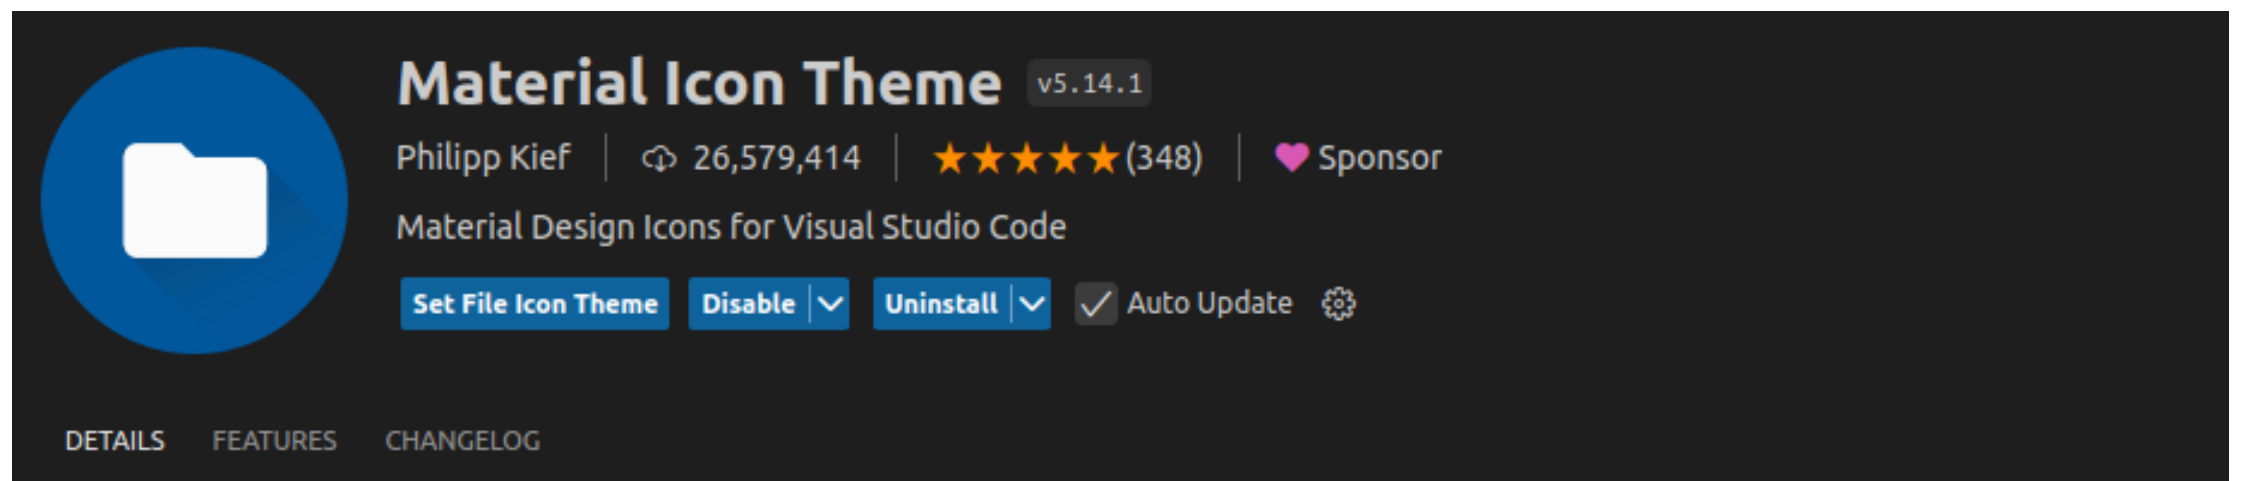 Material Icon Theme v5.14.1
Philipp Kief 26,579,414 (348) Sponsor
Material Design Icons for Visual Studio Code
Set File Icon Theme Disable Uninstall Auto Update
DETAILS FEATURES CHANGELOG